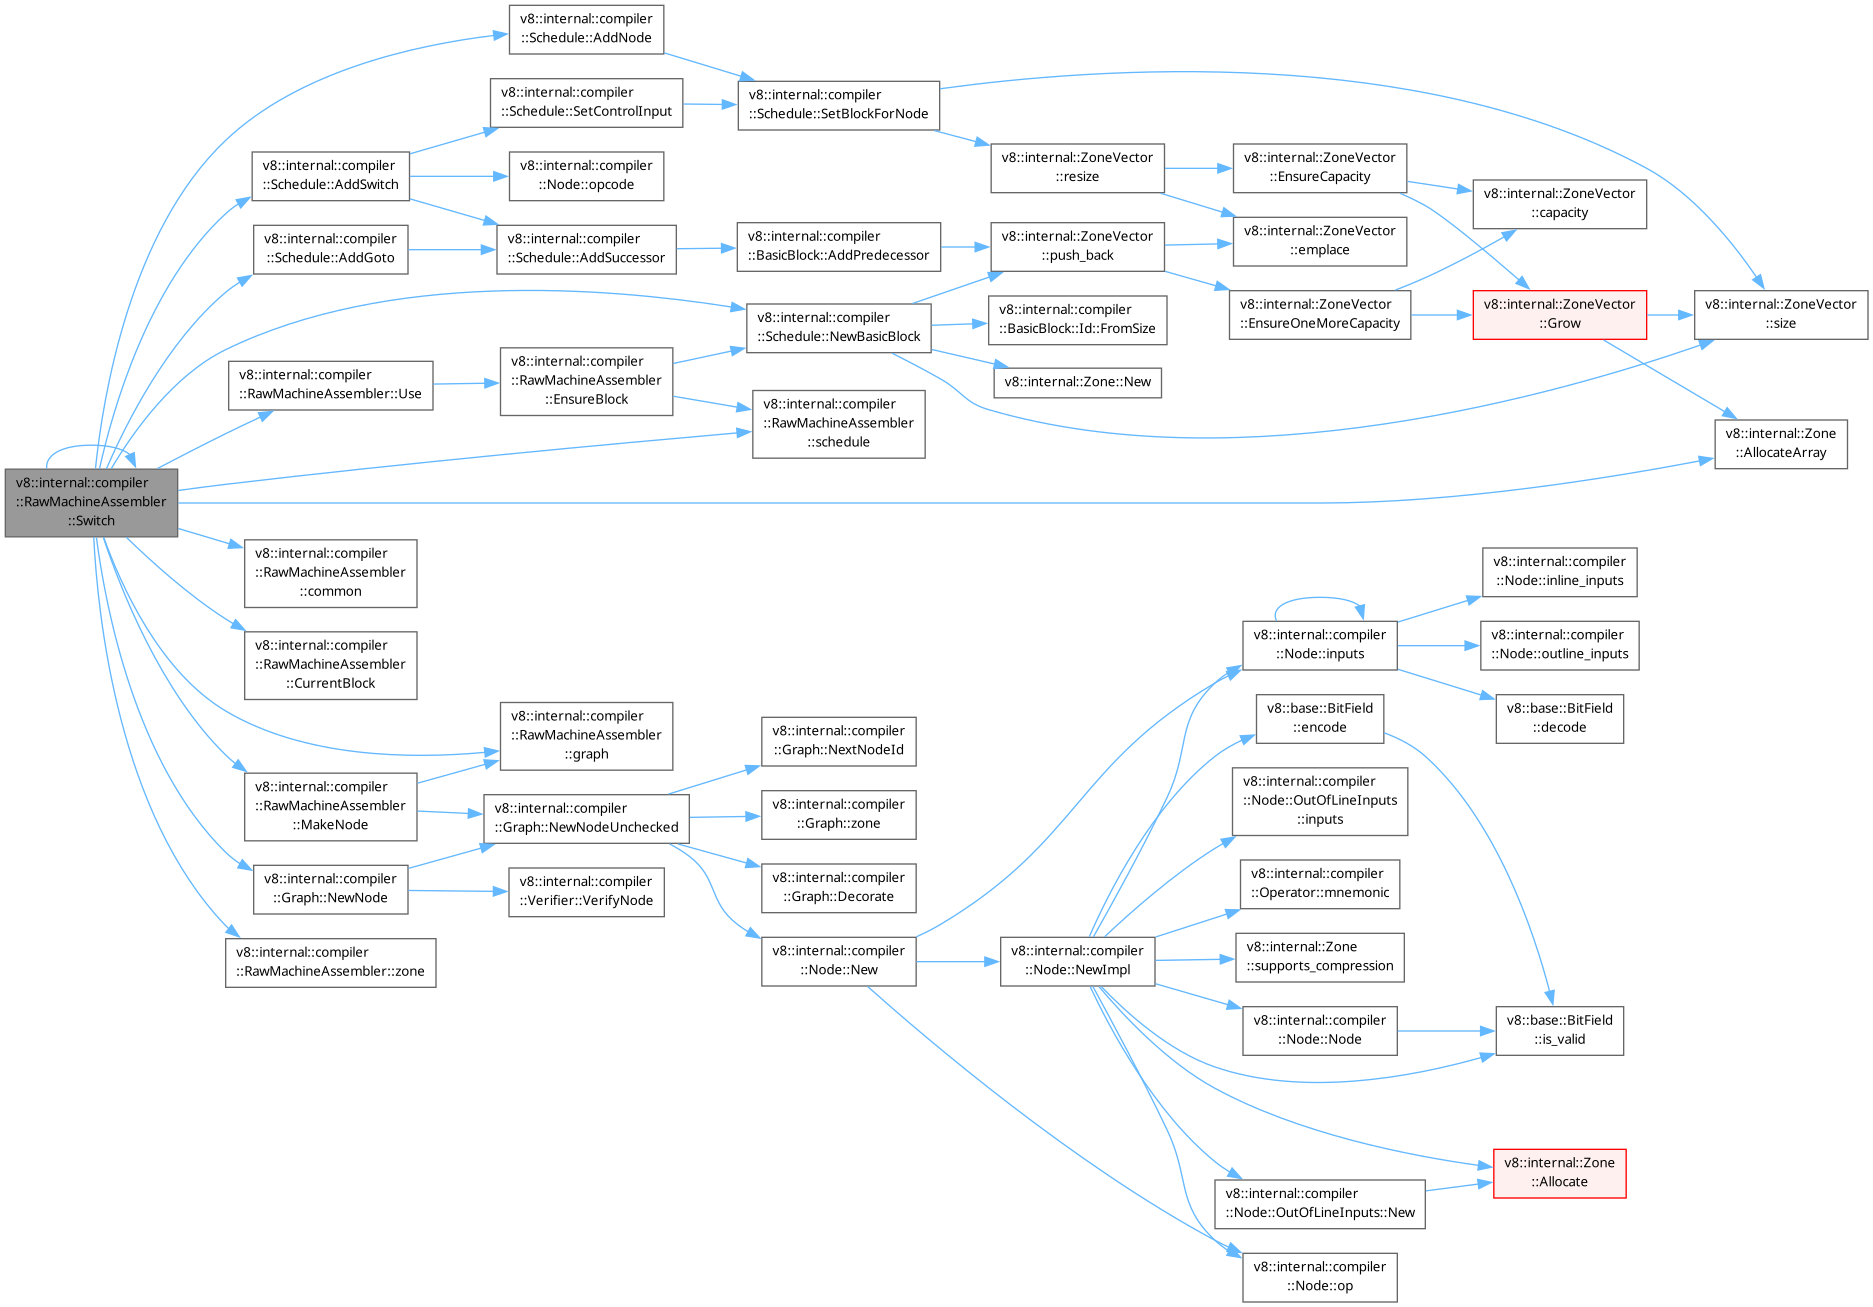 v8::internal::compiler
::Schedule::AddNode
v8::internal::compiler
::Schedule::SetControlInput
v8::internal::compiler
::Schedule::SetBlockForNode
v8::internal::compiler
::Schedule::AddSwitch
v8::internal::compiler
::Node::opcode
v8::internal::ZoneVector
::resize
v8::internal::ZoneVector
::EnsureCapacity
v8::internal::ZoneVector
::capacity
v8::internal::compiler
::Schedule::AddGoto
v8::internal::compiler
::Schedule::AddSuccessor
v8::internal::compiler
::BasicBlock::AddPredecessor
v8::internal::ZoneVector
::push_back
v8::internal::ZoneVector
::emplace
v8::internal::compiler
::Schedule::NewBasicBlock
v8::internal::compiler
::BasicBlock::Id::FromSize
v8::internal::ZoneVector
::EnsureOneMoreCapacity
v8::internal::ZoneVector
::Grow
v8::internal::ZoneVector
::size
v8::internal::compiler
::RawMachineAssembler::Use
v8::internal::compiler
::RawMachineAssembler
::EnsureBlock
v8::internal::Zone::New
v8::internal::compiler
::RawMachineAssembler
::schedule
v8::internal::Zone
::AllocateArray
v8::internal::compiler
::RawMachineAssembler
::Switch
v8::internal::compiler
::RawMachineAssembler
::common
v8::internal::compiler
::Node::inline_inputs
v8::internal::compiler
::RawMachineAssembler
::CurrentBlock
v8::internal::compiler
::Node::inputs
v8::internal::compiler
::Node::outline_inputs
v8::internal::compiler
::RawMachineAssembler
::graph
v8::internal::compiler
::Graph::NextNodeId
v8::base::BitField
::encode
v8::base::BitField
::decode
v8::internal::compiler
::RawMachineAssembler
::MakeNode
v8::internal::compiler
::Graph::NewNodeUnchecked
v8::internal::compiler
::Graph::zone
v8::internal::compiler
::Node::OutOfLineInputs
::inputs
v8::internal::compiler
::Graph::NewNode
v8::internal::compiler
::Verifier::VerifyNode
v8::internal::compiler
::Graph::Decorate
v8::internal::compiler
::Operator::mnemonic
v8::internal::compiler
::RawMachineAssembler::zone
v8::internal::compiler
::Node::New
v8::internal::compiler
::Node::NewImpl
v8::internal::Zone
::supports_compression
v8::internal::compiler
::Node::Node
v8::base::BitField
::is_valid
v8::internal::Zone
::Allocate
v8::internal::compiler
::Node::OutOfLineInputs::New
v8::internal::compiler
::Node::op